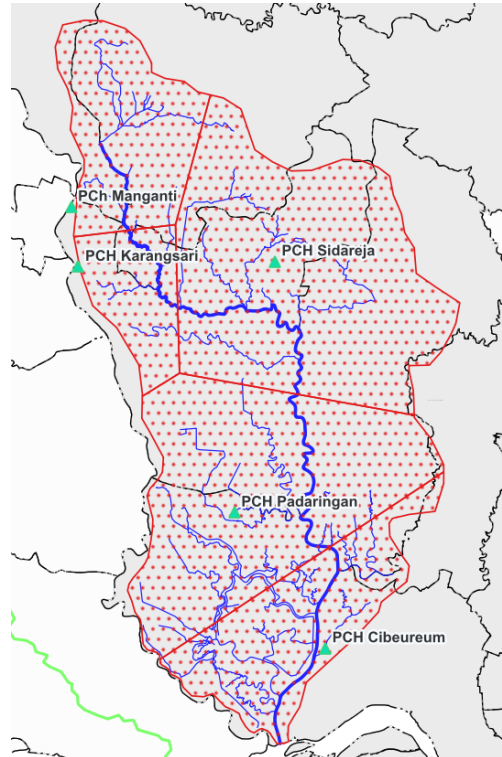 PCh Manganti
PCH Karangsari
PCH Sidareja
PCH Padaringan
PCH Cibeureum